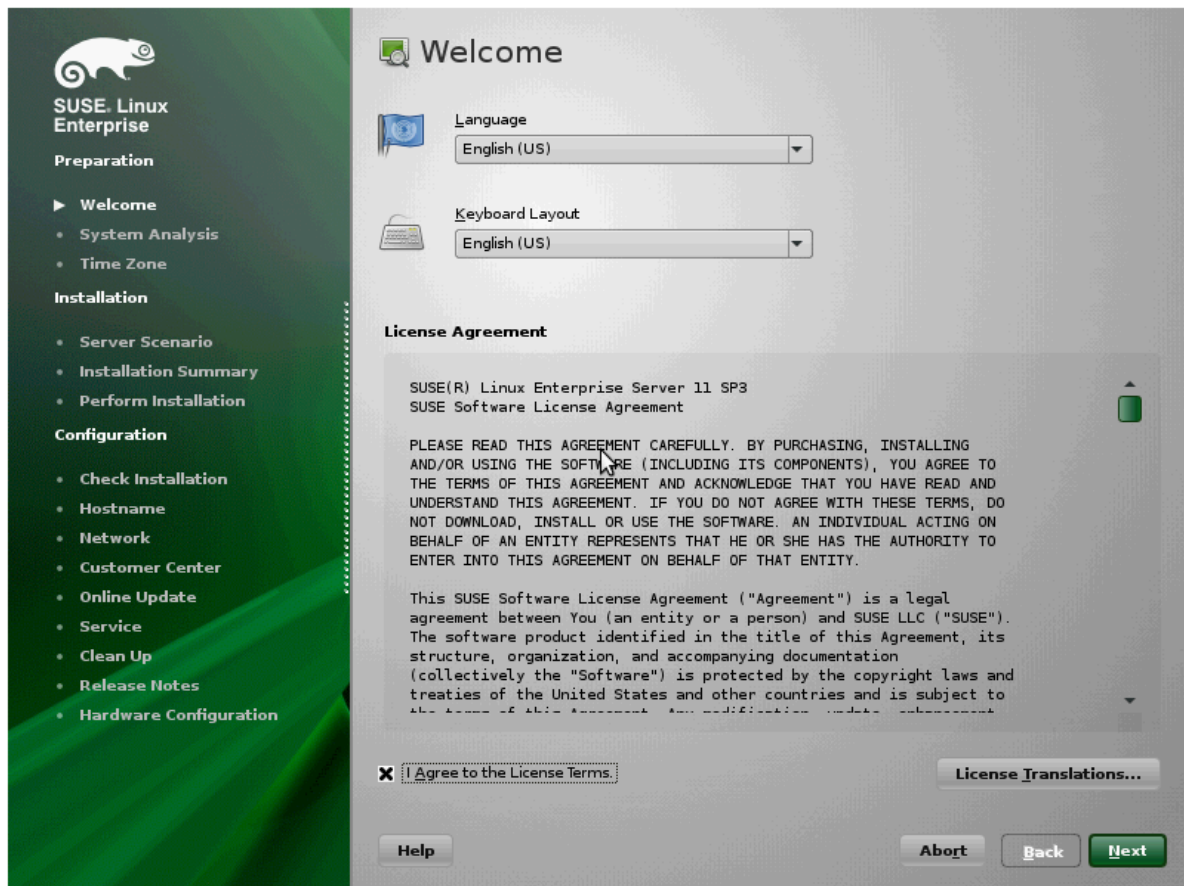 SUSE. Linux
Enterprise
Preparation
Welcome
System Analysis
Time Zone
Installation
Server Scenario
Installation Summary
Perform Installation
Configuration
Check Installation
Hostname
Network
Customer Center
Online Update
Service
Clean Up
Release Notes
Hardware Configuration
Welcome
Language
English (US)
Keyboard Layout
English (US)
License Agreement
SUSE(R) Linux Enterprise Server 11 SP3
SUSE Software License Agreement
PLEASE READ THIS AGREEMENT CAREFULLY. BY PURCHASING, INSTALLING
AND/OR USING THE SOFTWARE (INCLUDING ITS COMPONENTS), YOU AGREE TO
THE TERMS OF THIS AGREEMENT AND ACKNOWLEDGE THAT YOU HAVE READ AND
UNDERSTAND THIS AGREEMENT. IF YOU DO NOT AGREE WITH THESE TERMS, DO
NOT DOWNLOAD, INSTALL OR USE THE SOFTWARE. AN INDIVIDUAL ACTING ON
BEHALF OF AN ENTITY REPRESENTS THAT HE OR SHE HAS THE AUTHORITY TO
ENTER INTO THIS AGREEMENT ON BEHALF OF THAT ENTITY.
This SUSE Software License Agreement ("Agreement") is a legal
agreement between You (an entity or a person) and SUSE LLC ("SUSE").
The software product identified in the title of this Agreement, its
structure, organization, and accompanying documentation
(collectively the "Software") is protected by the copyright laws and
treaties of the United States and other countries and is subject to
the terms of this Agreement. Any modification, update, enhancement
I Agree to the License Terms.
License Translations...
Help
Abort
Back
Next